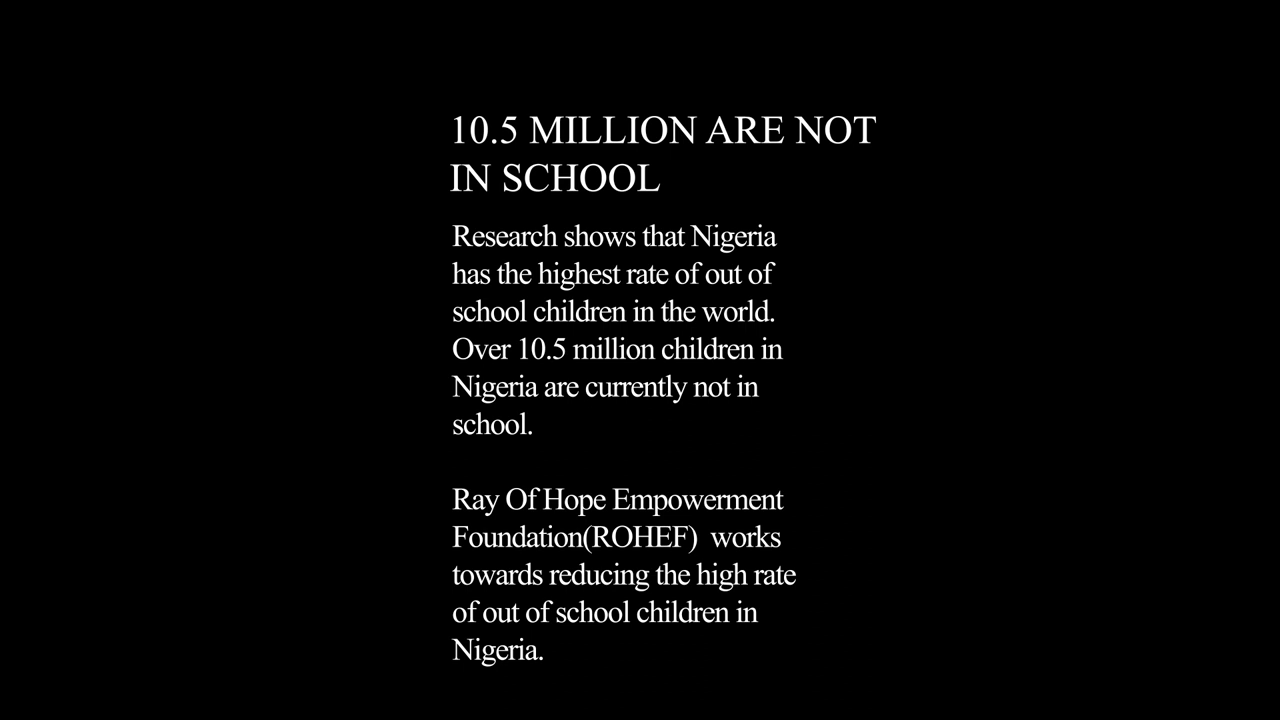 10.5 MILLION ARE NOT
IN SCHOOL
Research shows that Nigeria
has the highest rate of out of
school children in the world.
Over 10.5 million children in
Nigeria are currently not in
school.
Ray Of Hope Empowerment
Foundation(ROHEF)  works
towards reducing the high rate
of out of school children in
Nigeria.